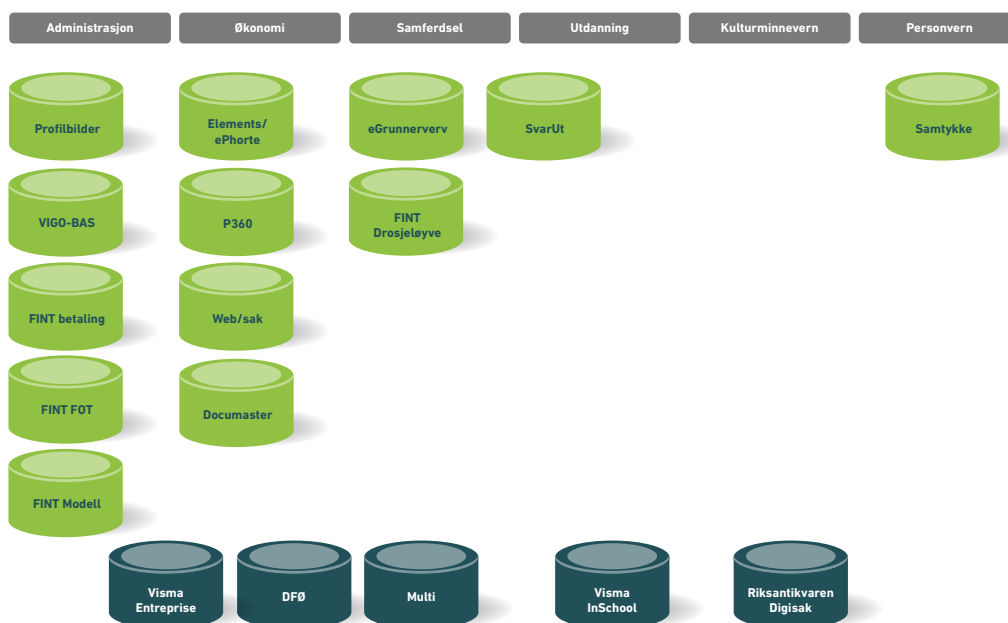 Administrasjon
Økonomi
Samferdsel
Utdanning
Kulturminnevern
Personvern
Profilbilder
Elements/
ePhorte
eGrunnerverv
SvarUt
Samtykke
VIGO-BAS
P360
FINT
Drosjeløyve
FINT betaling
Web/sak
FINT FOT
Documaster
FINT Modell
Visma
Entreprise
DFØ
Multi
Visma
InSchool
Riksantikvaren
Digisak